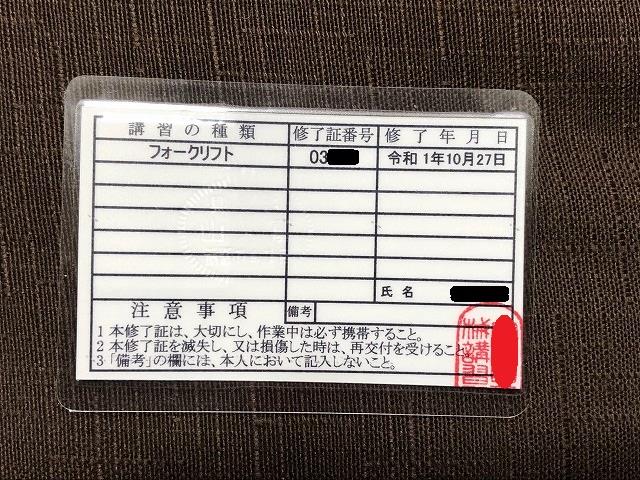 講習の種類 修了証番号 修了年月日
フォークリフト 03 令和1年10月27日
氏名
注意事項 備考
1 本修了証は、大切にし、作業中は必ず携帯すること。
2 本修了証を滅失し、又は損傷した時は、再交付を受けること。
3 「備考」の欄には、本人において記入しないこと。
講習